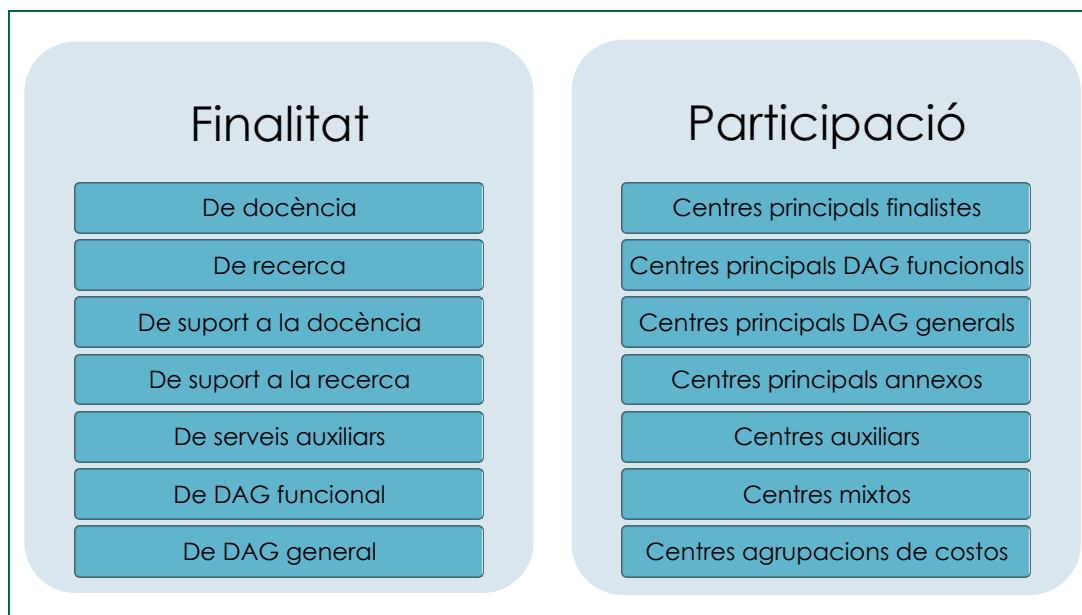 Finalitat
De docència
De recerca
De suport a la docència
De suport a la recerca
De serveis auxiliars
De DAG funcional
De DAG general
Participació
Centres principals finalistes
Centres principals DAG funcionals
Centres principals DAG generals
Centres principals annexos
Centres auxiliars
Centres mixtos
Centres agrupacions de costos